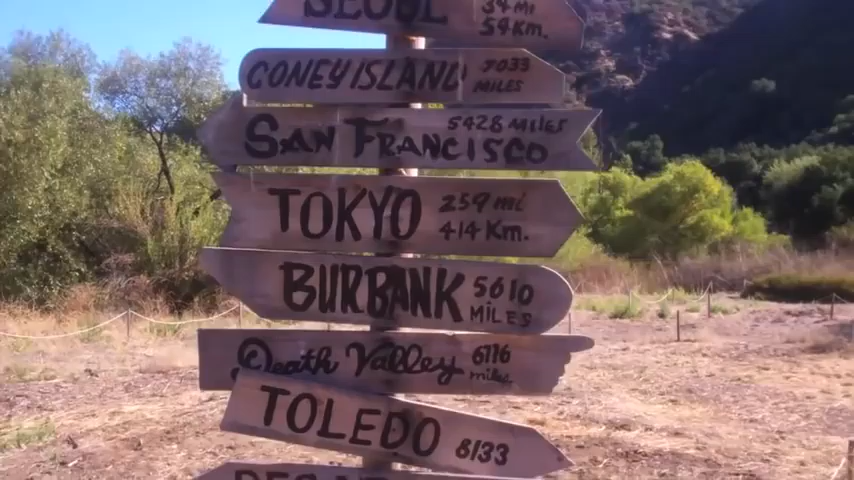 SEOUL 34 Mi
54 Km.
CONEY ISLAND 7033
MILES
SAN FRANCISCO 5428 MILES
TOKYO 259 mi
414 Km.
BURBANK 5610
MILES
Death Valley 6116
miles.
TOLEDO 8133